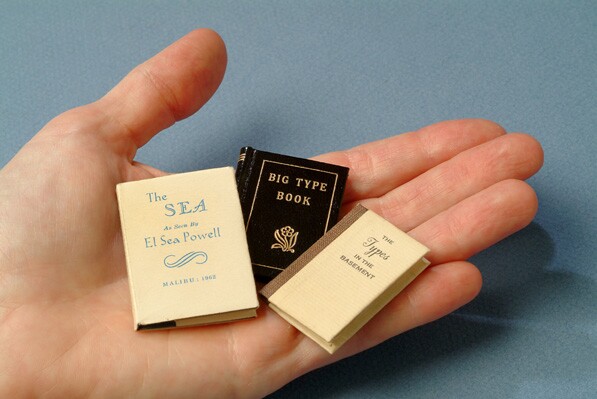 The
SEA
As Seen By
El Sea Powell
MALIBU : 1962
BIG TYPE
BOOK
THE
Types
IN THE
BASEMENT